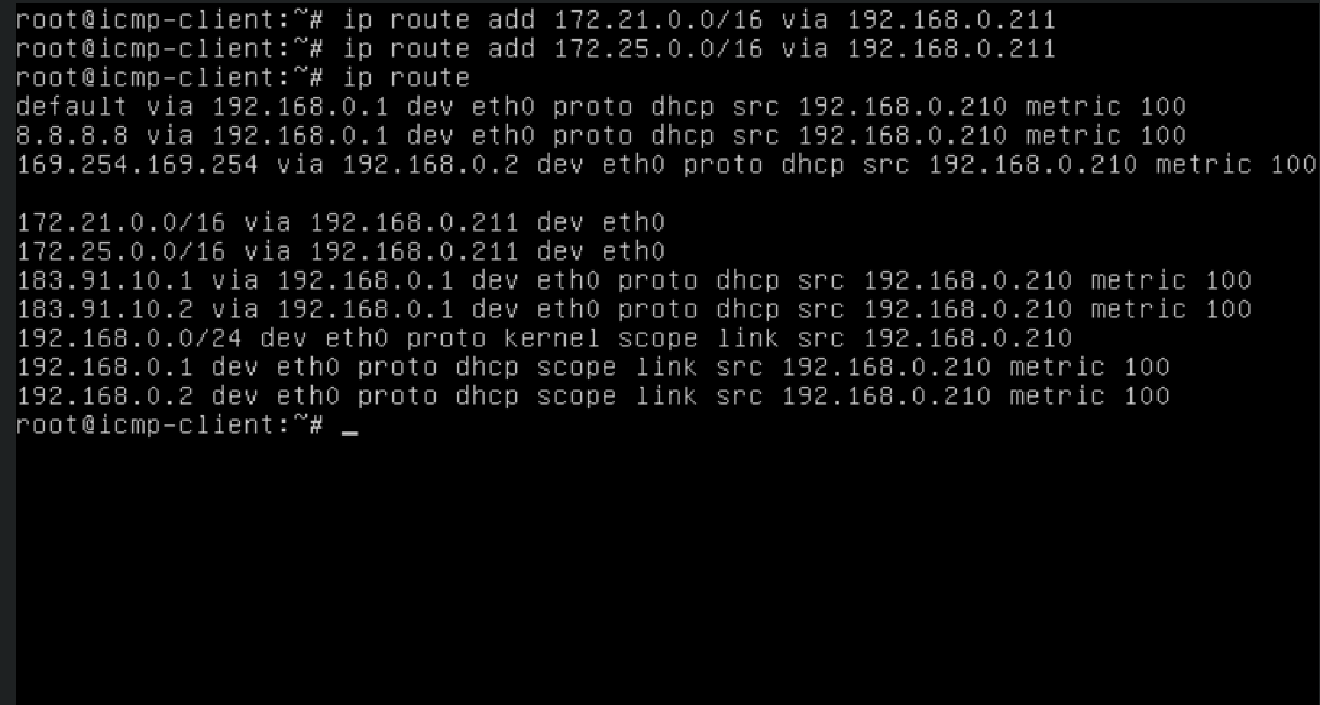 root@icmp-client:~# ip route add 172.21.0.0/16 via 192.168.0.211
root@icmp-client:~# ip route add 172.25.0.0/16 via 192.168.0.211
root@icmp-client:~# ip route
default via 192.168.0.1 dev eth0 proto dhcp src 192.168.0.210 metric 100
8.8.8.8 via 192.168.0.1 dev eth0 proto dhcp src 192.168.0.210 metric 100
169.254.169.254 via 192.168.0.2 dev eth0 proto dhcp src 192.168.0.210 metric 100
172.21.0.0/16 via 192.168.0.211 dev eth0
172.25.0.0/16 via 192.168.0.211 dev eth0
183.91.10.1 via 192.168.0.1 dev eth0 proto dhcp src 192.168.0.210 metric 100
183.91.10.2 via 192.168.0.1 dev eth0 proto dhcp src 192.168.0.210 metric 100
192.168.0.0/24 dev eth0 proto kernel scope link src 192.168.0.210
192.168.0.1 dev eth0 proto dhcp scope link src 192.168.0.210 metric 100
192.168.0.2 dev eth0 proto dhcp scope link src 192.168.0.210 metric 100
root@icmp-client:~# _